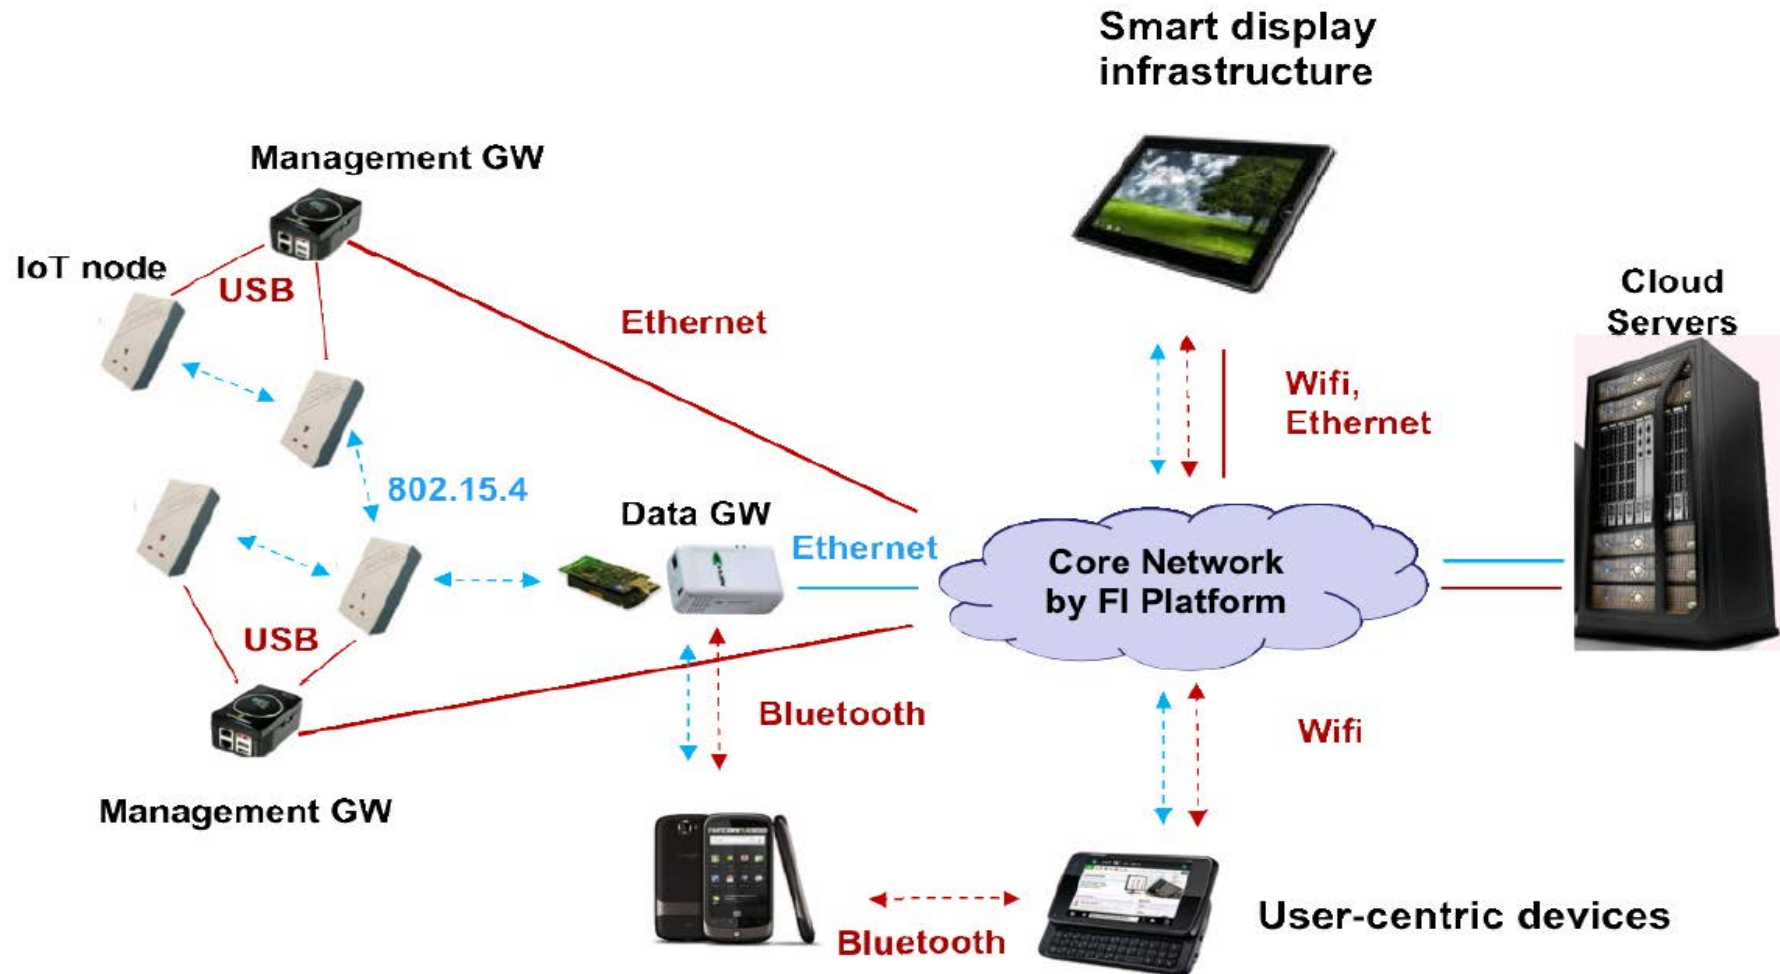 Smart display
infrastructure
Management GW
IoT node
USB
Ethernet
Cloud
Servers
Wifi,
Ethernet
802.15.4
Data GW
Ethernet
Core Network
by FI Platform
USB
Bluetooth
Wifi
Management GW
User-centric devices
Bluetooth